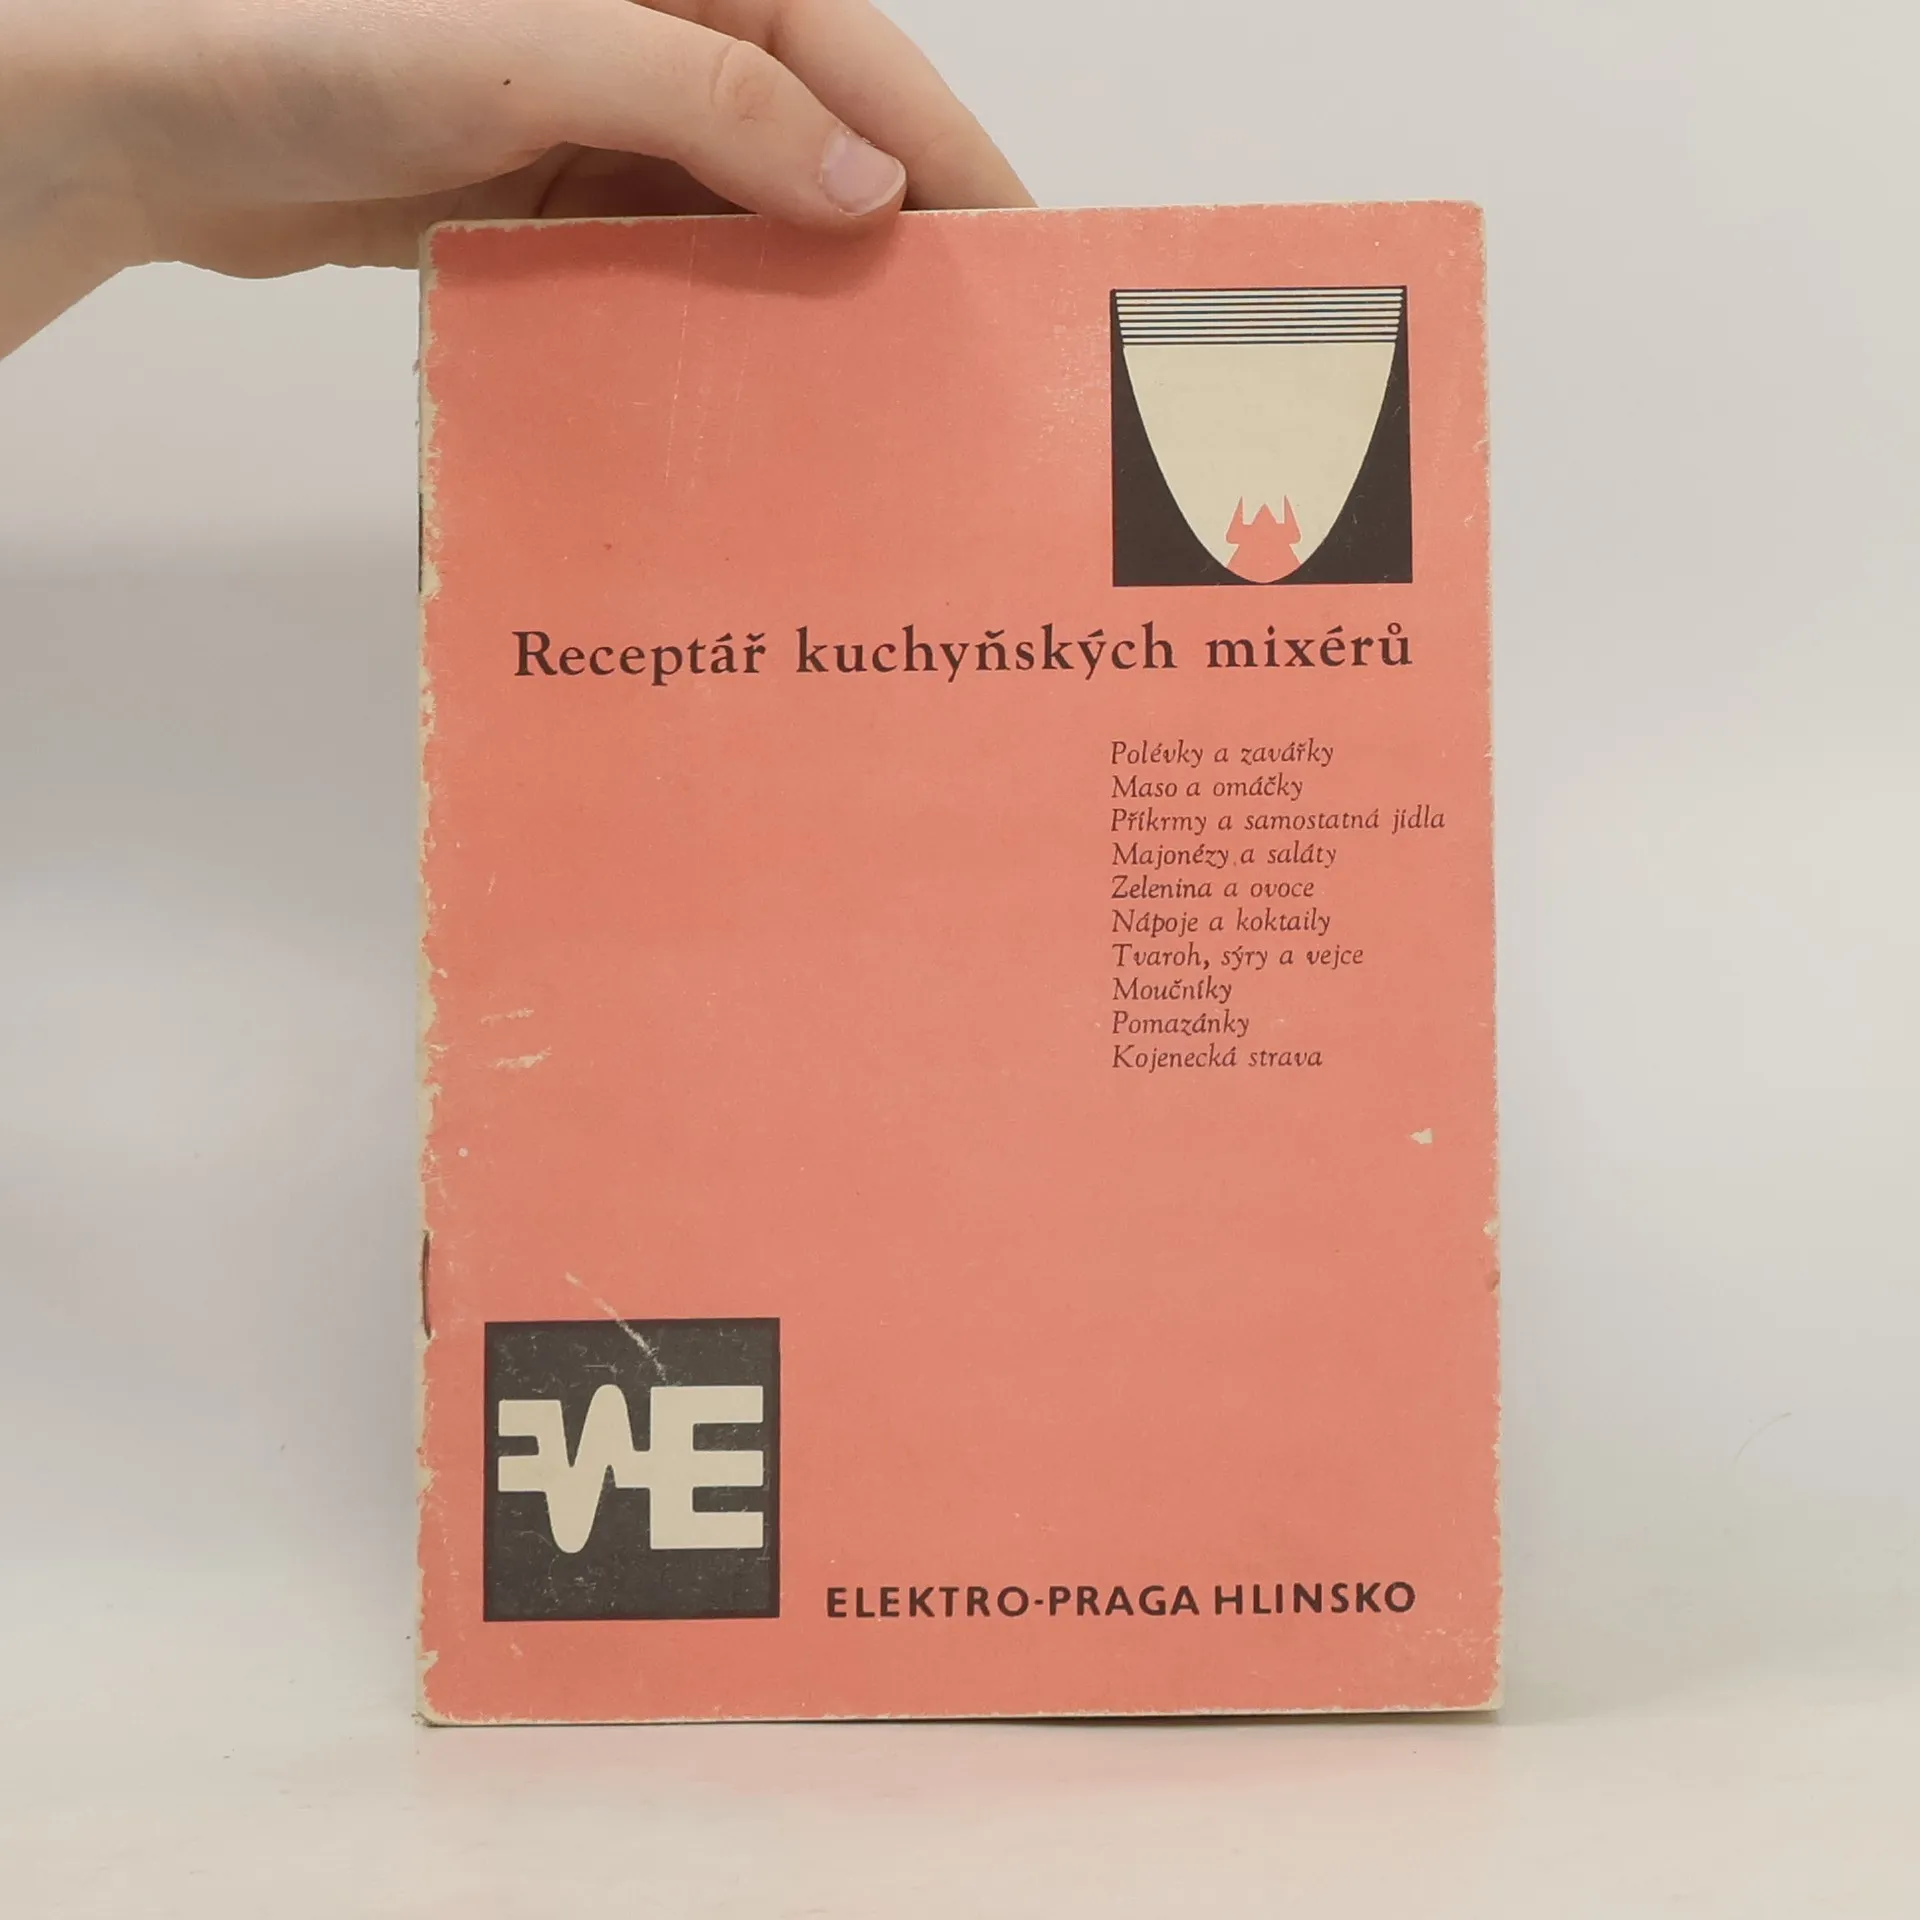 Receptář kuchyňských mixérů
Polévky a zavářky
Maso a omáčky
Příkrmy a samostatná jídla
Majonézy a saláty
Zelenina a ovoce
Nápoje a koktaily
Tvaroh, sýry a vejce
Moučníky
Pomazánky
Kojenecká strava
ELEKTRO-PRAGA HLINSKO